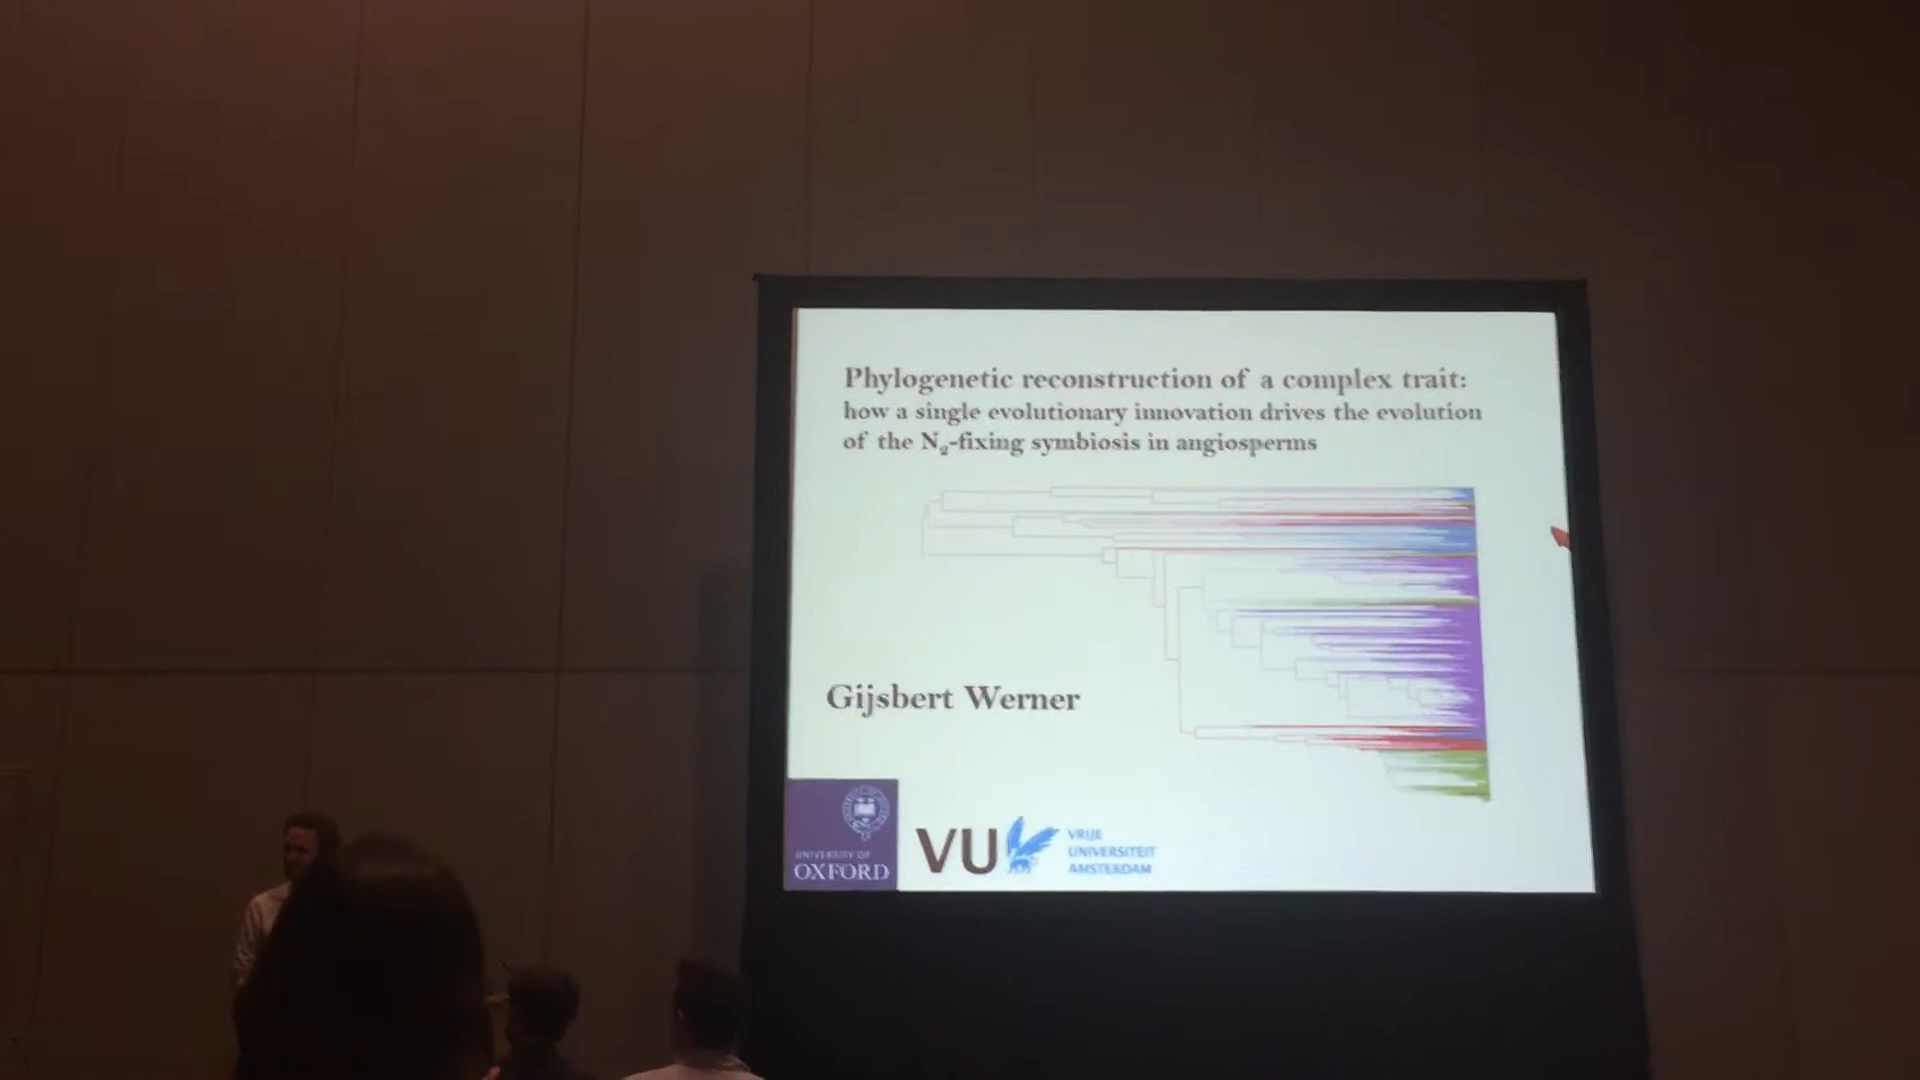 Phylogenetic reconstruction of a complex trait:
how a single evolutionary innovation drives the evolution
of the N₂-fixing symbiosis in angiosperms
Gijsbert Werner
UNIVERSITY OF
OXFORD
VU
VRIJE
UNIVERSITEIT
AMSTERDAM